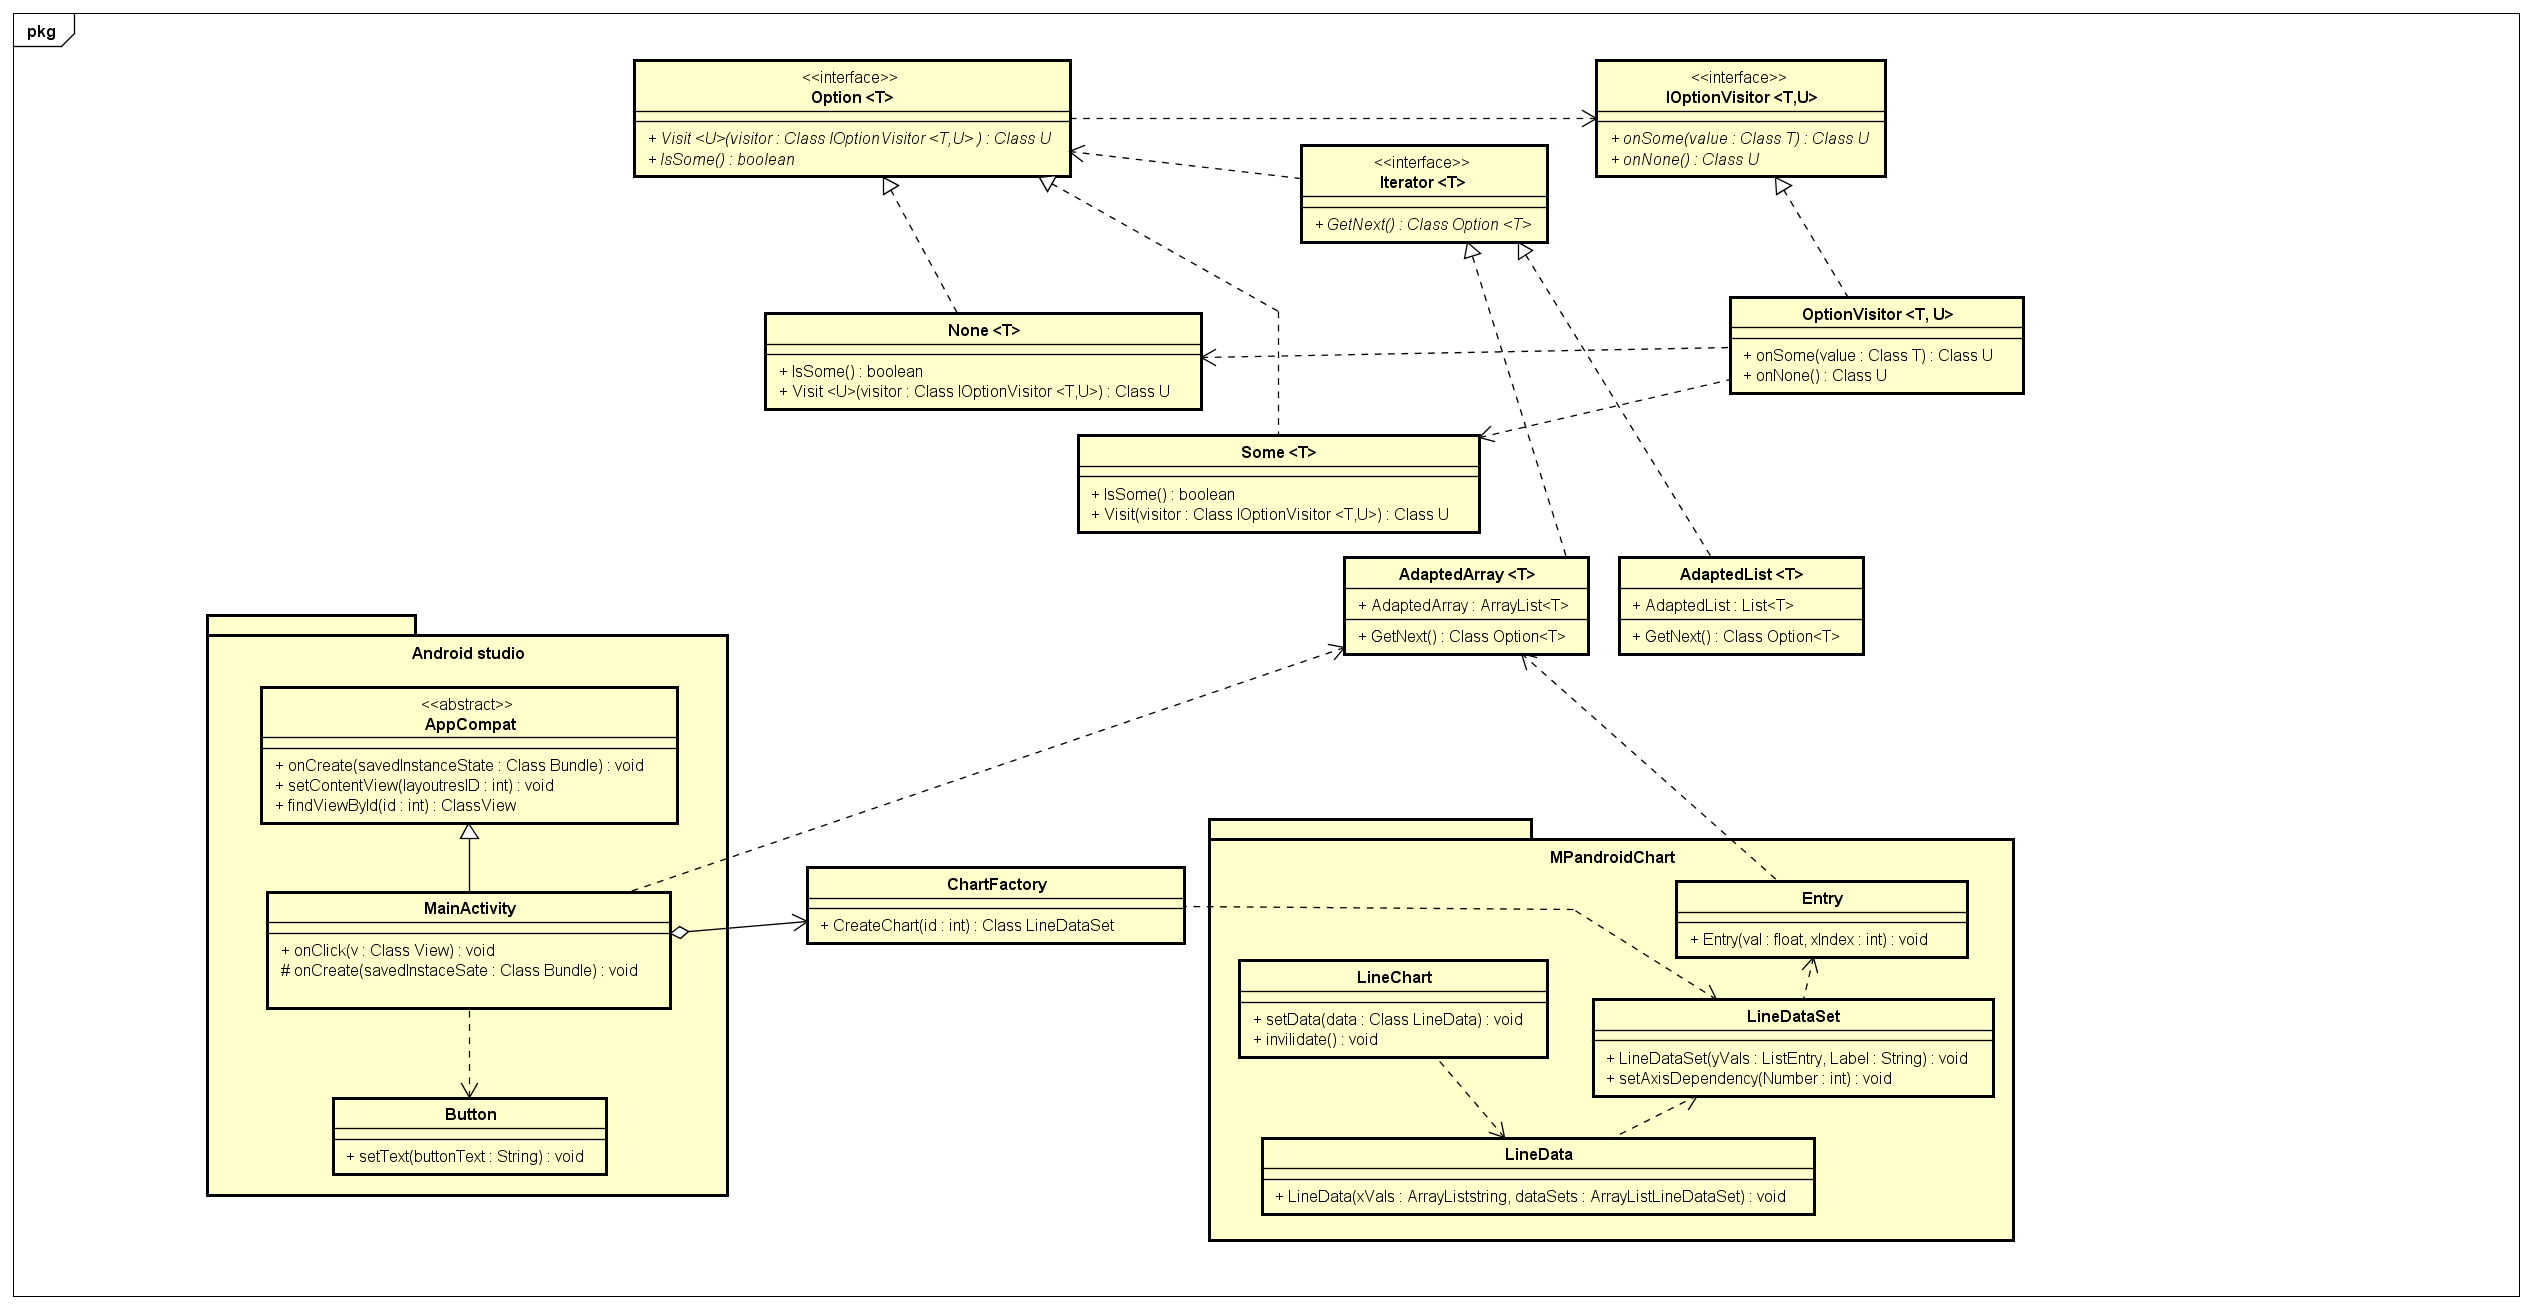 pkg
<<interface>>
Option <T>
+ Visit <U>(visitor : Class IOptionVisitor <T,U> ) : Class U
+ IsSome() : boolean
<<interface>>
IOptionVisitor <T,U>
+ onSome(value : Class T) : Class U
+ onNone() : Class U
<<interface>>
Iterator <T>
+ GetNext() : Class Option <T>
None <T>
+ IsSome() : boolean
+ Visit <U>(visitor : Class IOptionVisitor <T,U>) : Class U
OptionVisitor <T, U>
+ onSome(value : Class T) : Class U
+ onNone() : Class U
Some <T>
+ IsSome() : boolean
+ Visit(visitor : Class IOptionVisitor <T,U>) : Class U
AdaptedArray <T>
+ AdaptedArray : ArrayList<T>
+ GetNext() : Class Option<T>
AdaptedList <T>
+ AdaptedList : List<T>
+ GetNext() : Class Option<T>
Android studio
<<abstract>>
AppCompat
+ onCreate(savedInstanceState : Class Bundle) : void
+ setContentView(layoutresID : int) : void
+ findViewById(id : int) : ClassView
MainActivity
+ onClick(v : Class View) : void
# onCreate(savedInstaceSate : Class Bundle) : void
Button
+ setText(buttonText : String) : void
ChartFactory
+ CreateChart(id : int) : Class LineDataSet
MPandroidChart
Entry
+ Entry(val : float, xIndex : int) : void
LineChart
+ setData(data : Class LineData) : void
+ invilidate() : void
LineDataSet
+ LineDataSet(yVals : ListEntry, Label : String) : void
+ setAxisDependency(Number : int) : void
LineData
+ LineData(xVals : ArrayListstring, dataSets : ArrayListLineDataSet) : void